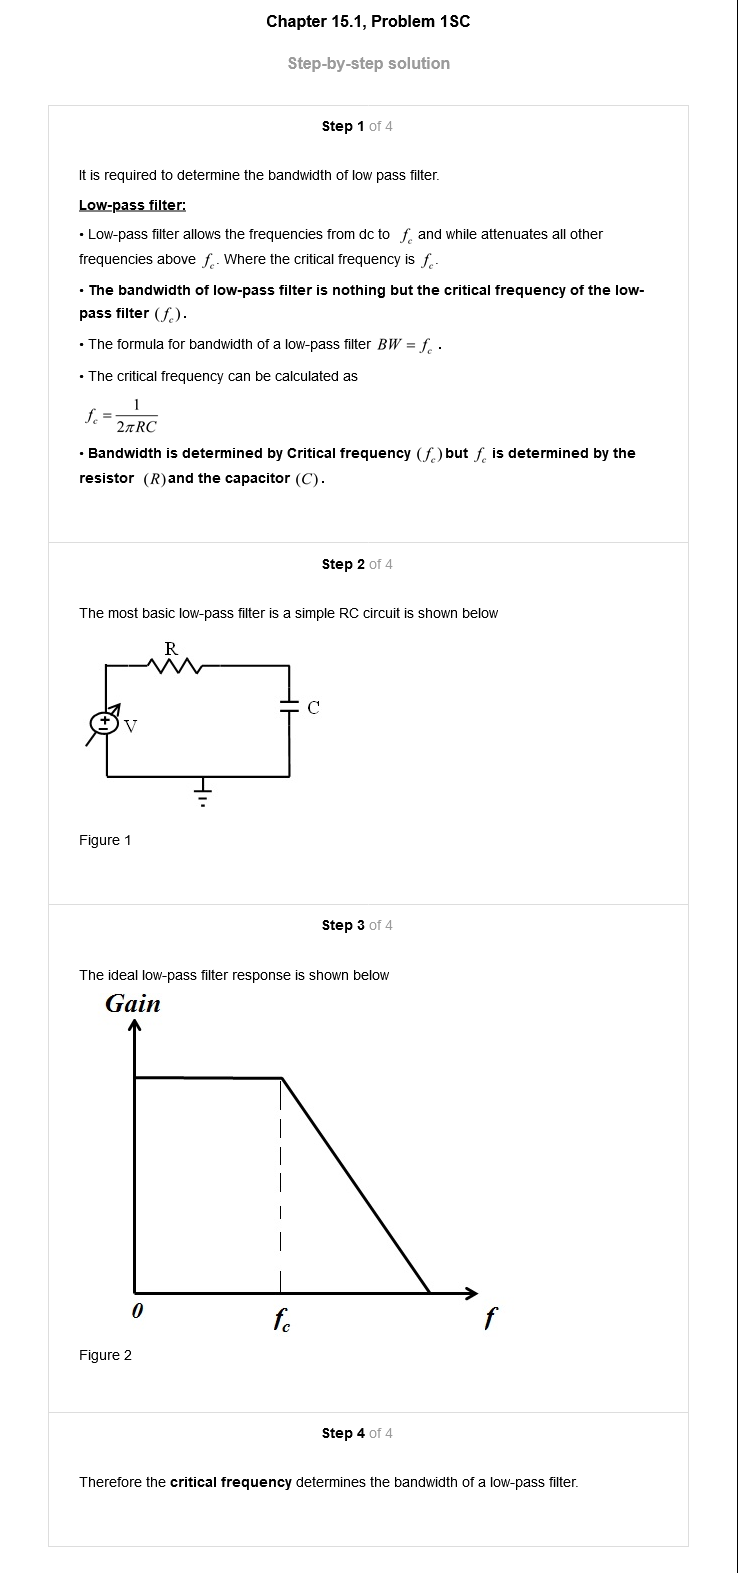 Chapter 15.1, Problem 1SC
Step-by-step solution
Step 1 of 4
It is required to determine the bandwidth of low pass filter.
Low-pass filter:
• Low-pass filter allows the frequencies from dc to f_c and while attenuates all other
frequencies above f_c. Where the critical frequency is f_c.
• The bandwidth of low-pass filter is nothing but the critical frequency of the low-
pass filter (f_c).
• The formula for bandwidth of a low-pass filter BW = f_c .
• The critical frequency can be calculated as
f_c = 1/(2πRC)
• Bandwidth is determined by Critical frequency (f_c) but f_c is determined by the
resistor (R) and the capacitor (C).
Step 2 of 4
The most basic low-pass filter is a simple RC circuit is shown below
R
C
V
Figure 1
Step 3 of 4
The ideal low-pass filter response is shown below
Gain
0
f_c
f
Figure 2
Step 4 of 4
Therefore the critical frequency determines the bandwidth of a low-pass filter.